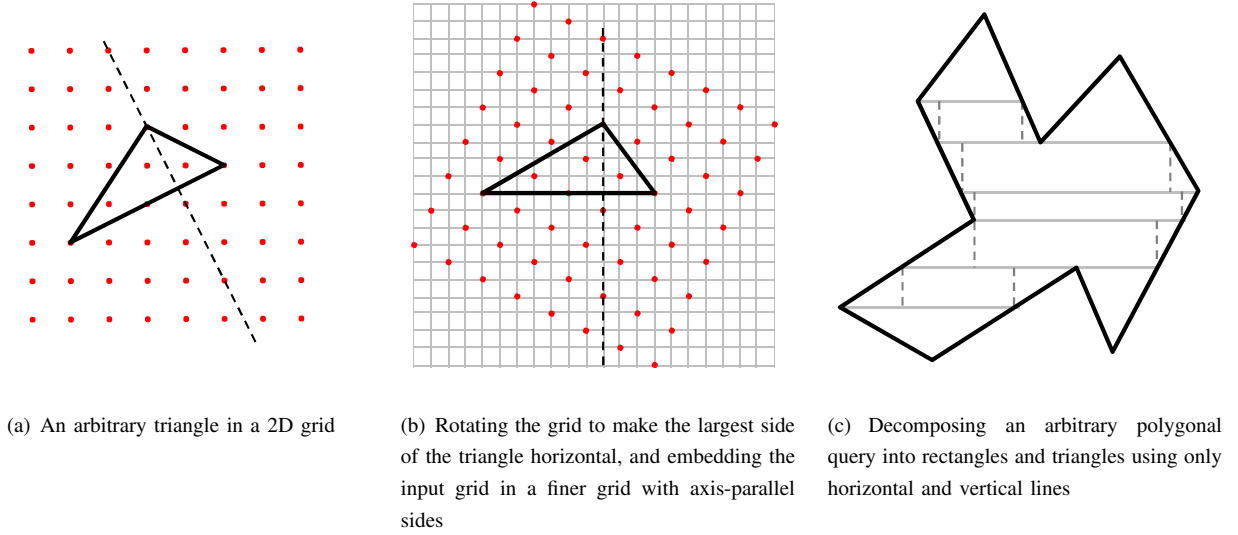 (a) An arbitrary triangle in a 2D grid
(b) Rotating the grid to make the largest side
of the triangle horizontal, and embedding the
input grid in a finer grid with axis-parallel
sides
(c) Decomposing an arbitrary polygonal
query into rectangles and triangles using only
horizontal and vertical lines